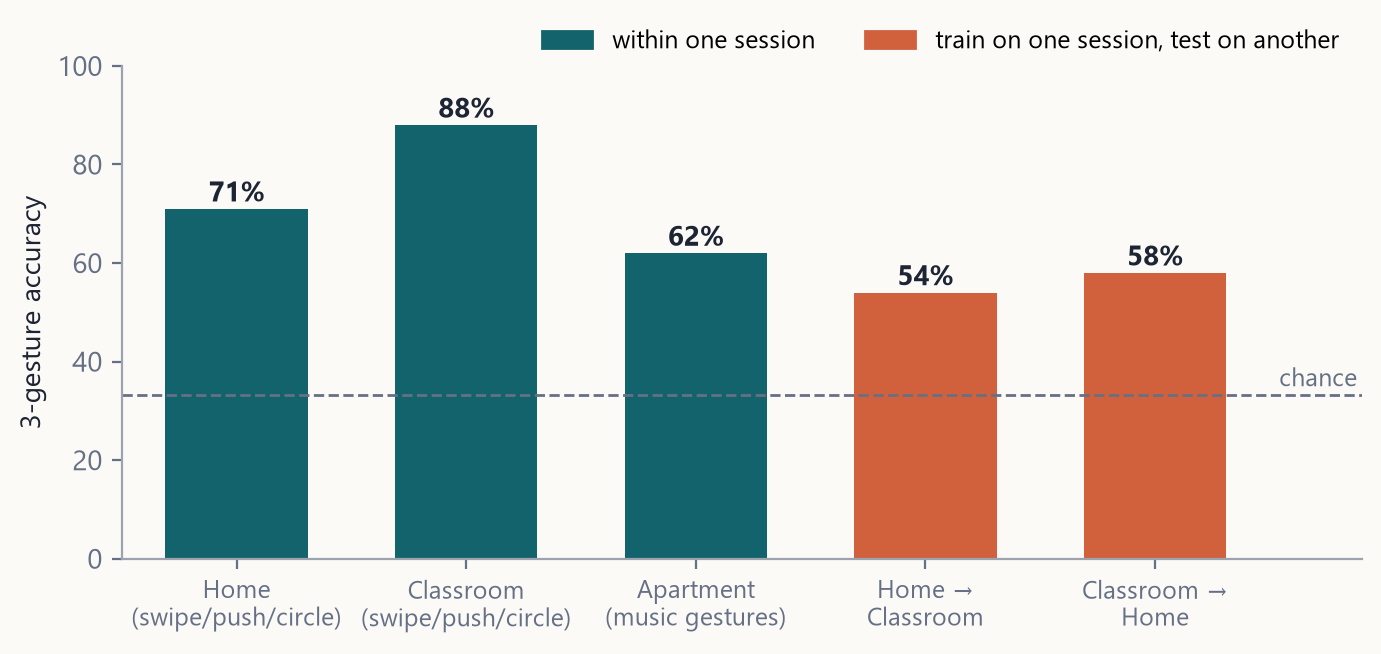 within one session
train on one session, test on another
3-gesture accuracy
100
80
60
40
20
0
71%
88%
62%
54%
58%
chance
Home
(swipe/push/circle)
Classroom
(swipe/push/circle)
Apartment
(music gestures)
Home →
Classroom
Classroom →
Home